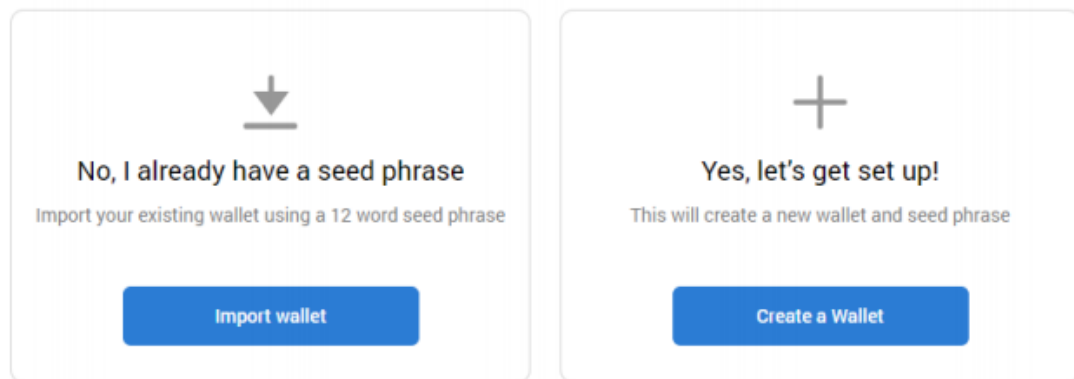 No, I already have a seed phrase
Import your existing wallet using a 12 word seed phrase
Import wallet
Yes, let's get set up!
This will create a new wallet and seed phrase
Create a Wallet